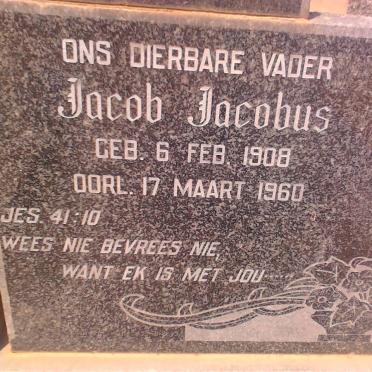 ONS DIERBARE VADER
Jacob Jacobus
GEB. 6 FEB. 1908
OORL. 17 MAART 1960
JES. 41:10
WEES NIE BEVREES NIE,
WANT EK IS MET JOU.....